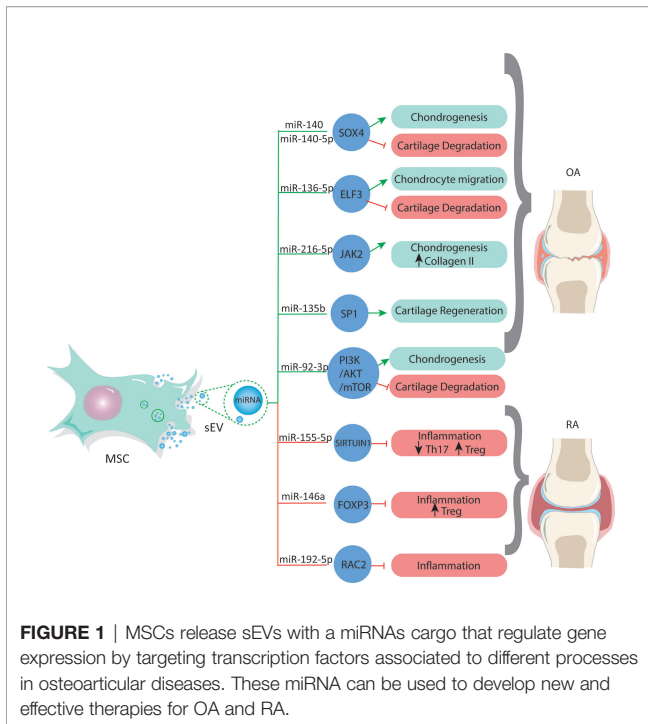 miR-140
miR-140-5p
SOX4
Chondrogenesis
Cartilage Degradation
miR-136-5p
ELF3
Chondrocyte migration
Cartilage Degradation
miR-216-5p
JAK2
Chondrogenesis
Collagen II
miR-135b
SP1
Cartilage Regeneration
miR-92-3p
PI3K
/AKT
/mTOR
Chondrogenesis
Cartilage Degradation
OA
miRNA
sEV
MSC
miR-155-5p
SIRTUIN1
Inflammation
Th17 Treg
miR-146a
FOXP3
Inflammation
Treg
miR-192-5p
RAC2
Inflammation
RA
FIGURE 1 | MSCs release sEVs with a miRNAs cargo that regulate gene
expression by targeting transcription factors associated to different processes
in osteoarticular diseases. These miRNA can be used to develop new and
effective therapies for OA and RA.